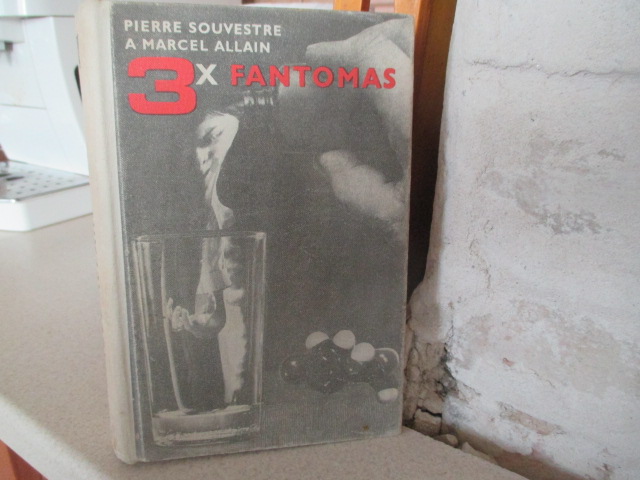 PIERRE SOUVESTRE
A MARCEL ALLAIN
3X FANTOMAS